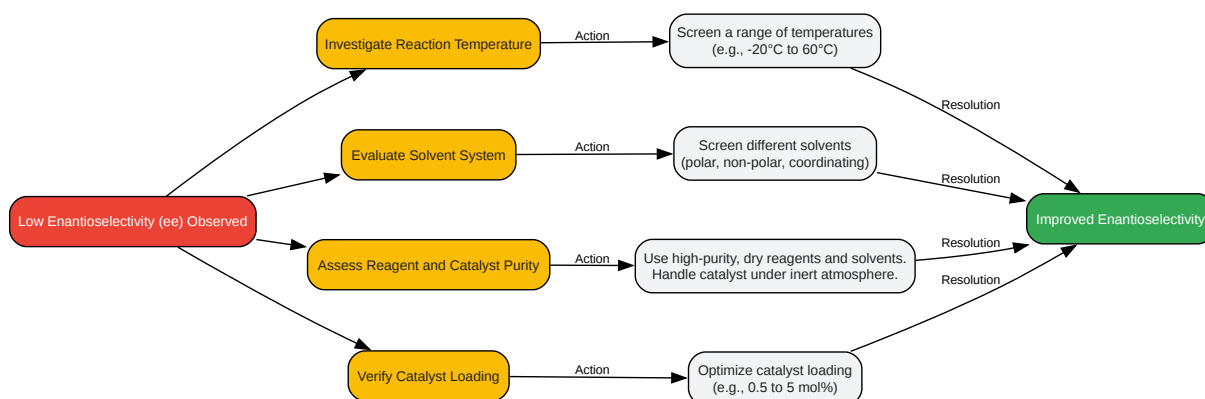 Investigate Reaction Temperature
Action
Screen a range of temperatures
(e.g., -20°C to 60°C)
Resolution
Evaluate Solvent System
Action
Screen different solvents
(polar, non-polar, coordinating)
Resolution
Low Enantioselectivity (ee) Observed
Improved Enantioselectivity
Assess Reagent and Catalyst Purity
Action
Use high-purity, dry reagents and solvents.
Handle catalyst under inert atmosphere.
Resolution
Resolution
Verify Catalyst Loading
Action
Optimize catalyst loading
(e.g., 0.5 to 5 mol%)